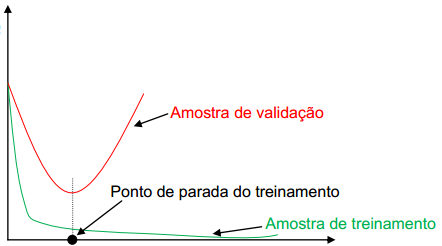 Amostra de validação
Ponto de parada do treinamento
Amostra de treinamento